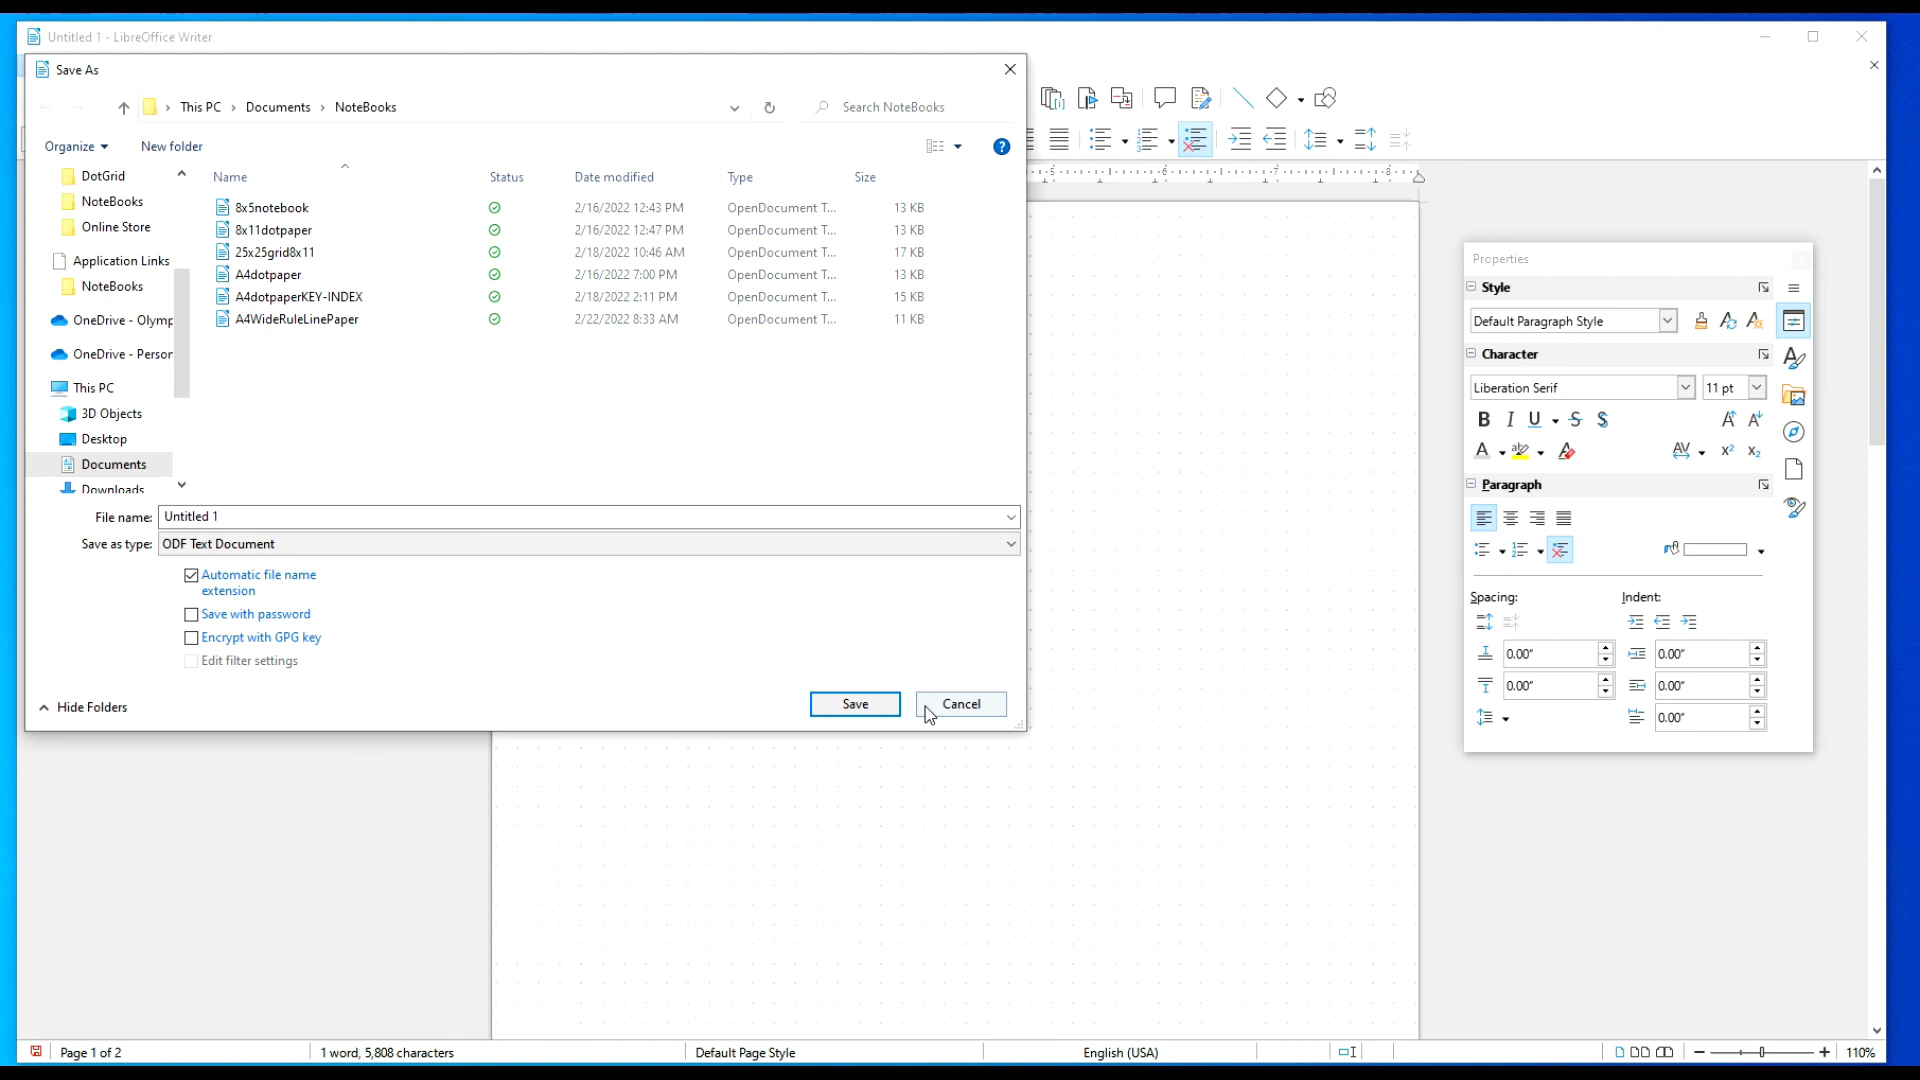 Untitled 1 - LibreOffice Writer
Save As
This PC › Documents › NoteBooks
Search NoteBooks
Organize
New folder
Name Status Date modified Type Size
DotGrid
NoteBooks
Online Store
Application Links
NoteBooks
OneDrive - Olymp
OneDrive - Person
This PC
3D Objects
Desktop
Documents
Downloads
8x5notebook 2/16/2022 12:43 PM OpenDocument T... 13 KB
8x11dotpaper 2/16/2022 12:47 PM OpenDocument T... 13 KB
25x25grid8x11 2/18/2022 10:46 AM OpenDocument T... 17 KB
A4dotpaper 2/16/2022 7:00 PM OpenDocument T... 13 KB
A4dotpaperKEY-INDEX 2/18/2022 2:11 PM OpenDocument T... 15 KB
A4WideRuleLinePaper 2/22/2022 8:33 AM OpenDocument T... 11 KB
File name: Untitled 1
Save as type: ODF Text Document
Automatic file name
extension
Save with password
Encrypt with GPG key
Edit filter settings
Hide Folders
Save Cancel
5 6 7 8
Properties
Style
Default Paragraph Style
Character
Liberation Serif 11 pt
Paragraph
Spacing: Indent:
0.00" 0.00"
0.00" 0.00"
0.00"
Page 1 of 2 1 word, 5,808 characters Default Page Style English (USA) 110%